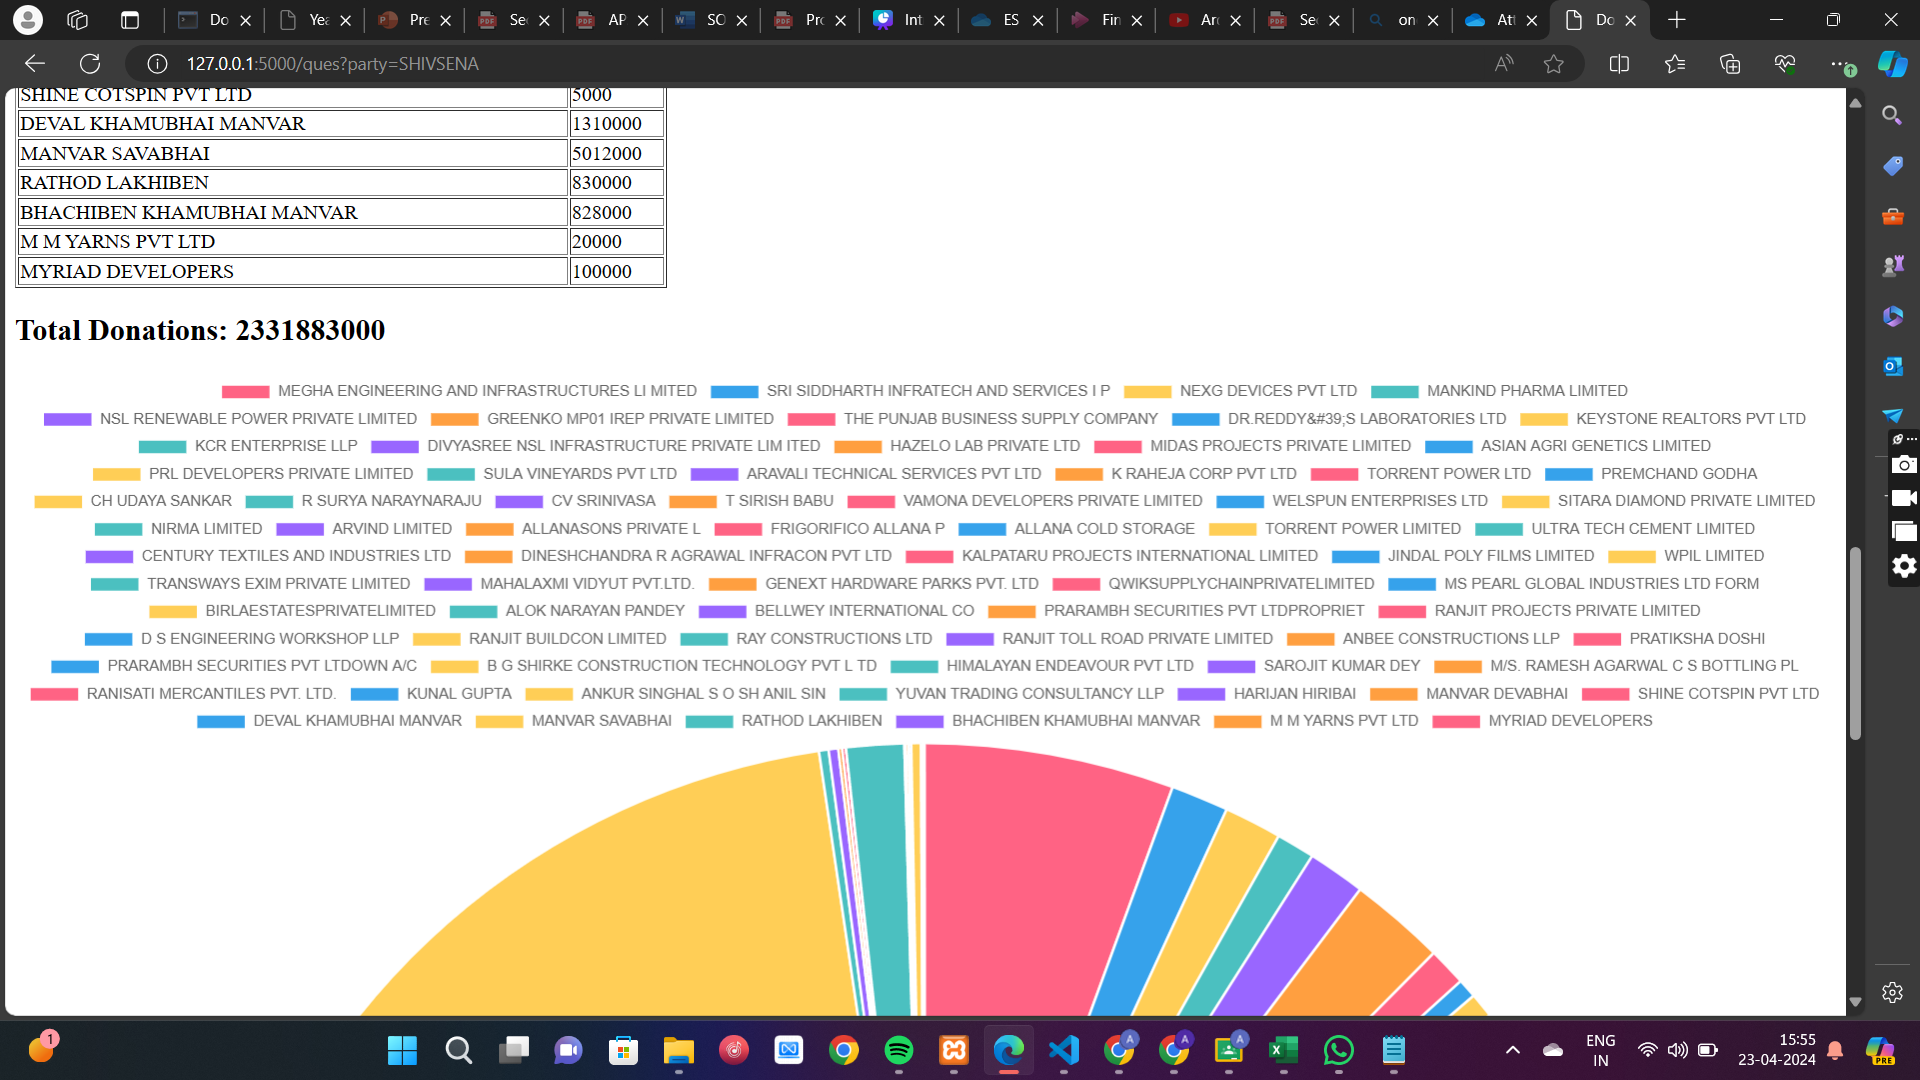 Do
Yea
Pre
Sec
AP
SO
Pro
Int
ES
Fin
Arc
Sec
on
Att
Do
127.0.0.1:5000/ques?party=SHIVSENA
SHINE COTSPIN PVT LTD 5000
DEVAL KHAMUBHAI MANVAR 1310000
MANVAR SAVABHAI 5012000
RATHOD LAKHIBEN 830000
BHACHIBEN KHAMUBHAI MANVAR 828000
M M YARNS PVT LTD 20000
MYRIAD DEVELOPERS 100000
Total Donations: 2331883000
MEGHA ENGINEERING AND INFRASTRUCTURES LI MITED SRI SIDDHARTH INFRATECH AND SERVICES I P NEXG DEVICES PVT LTD MANKIND PHARMA LIMITED
NSL RENEWABLE POWER PRIVATE LIMITED GREENKO MP01 IREP PRIVATE LIMITED THE PUNJAB BUSINESS SUPPLY COMPANY DR.REDDY&#39;S LABORATORIES LTD KEYSTONE REALTORS PVT LTD
KCR ENTERPRISE LLP DIVYASREE NSL INFRASTRUCTURE PRIVATE LIM ITED HAZELO LAB PRIVATE LTD MIDAS PROJECTS PRIVATE LIMITED ASIAN AGRI GENETICS LIMITED
PRL DEVELOPERS PRIVATE LIMITED SULA VINEYARDS PVT LTD ARAVALI TECHNICAL SERVICES PVT LTD K RAHEJA CORP PVT LTD TORRENT POWER LTD PREMCHAND GODHA
CH UDAYA SANKAR R SURYA NARAYNARAJU CV SRINIVASA T SIRISH BABU VAMONA DEVELOPERS PRIVATE LIMITED WELSPUN ENTERPRISES LTD SITARA DIAMOND PRIVATE LIMITED
NIRMA LIMITED ARVIND LIMITED ALLANASONS PRIVATE L FRIGORIFICO ALLANA P ALLANA COLD STORAGE TORRENT POWER LIMITED ULTRA TECH CEMENT LIMITED
CENTURY TEXTILES AND INDUSTRIES LTD DINESHCHANDRA R AGRAWAL INFRACON PVT LTD KALPATARU PROJECTS INTERNATIONAL LIMITED JINDAL POLY FILMS LIMITED WPIL LIMITED
TRANSWAYS EXIM PRIVATE LIMITED MAHALAXMI VIDYUT PVT.LTD. GENEXT HARDWARE PARKS PVT. LTD QWIKSUPPLYCHAINPRIVATELIMITED MS PEARL GLOBAL INDUSTRIES LTD FORM
BIRLAESTATESPRIVATELIMITED ALOK NARAYAN PANDEY BELLWEY INTERNATIONAL CO PRARAMBH SECURITIES PVT LTDPROPRIET RANJIT PROJECTS PRIVATE LIMITED
D S ENGINEERING WORKSHOP LLP RANJIT BUILDCON LIMITED RAY CONSTRUCTIONS LTD RANJIT TOLL ROAD PRIVATE LIMITED ANBEE CONSTRUCTIONS LLP PRATIKSHA DOSHI
PRARAMBH SECURITIES PVT LTDOWN A/C B G SHIRKE CONSTRUCTION TECHNOLOGY PVT L TD HIMALAYAN ENDEAVOUR PVT LTD SAROJIT KUMAR DEY M/S. RAMESH AGARWAL C S BOTTLING PL
RANISATI MERCANTILES PVT. LTD. KUNAL GUPTA ANKUR SINGHAL S O SH ANIL SIN YUVAN TRADING CONSULTANCY LLP HARIJAN HIRIBAI MANVAR DEVABHAI SHINE COTSPIN PVT LTD
DEVAL KHAMUBHAI MANVAR MANVAR SAVABHAI RATHOD LAKHIBEN BHACHIBEN KHAMUBHAI MANVAR M M YARNS PVT LTD MYRIAD DEVELOPERS
1
ENG
IN
15:55
23-04-2024
PRE